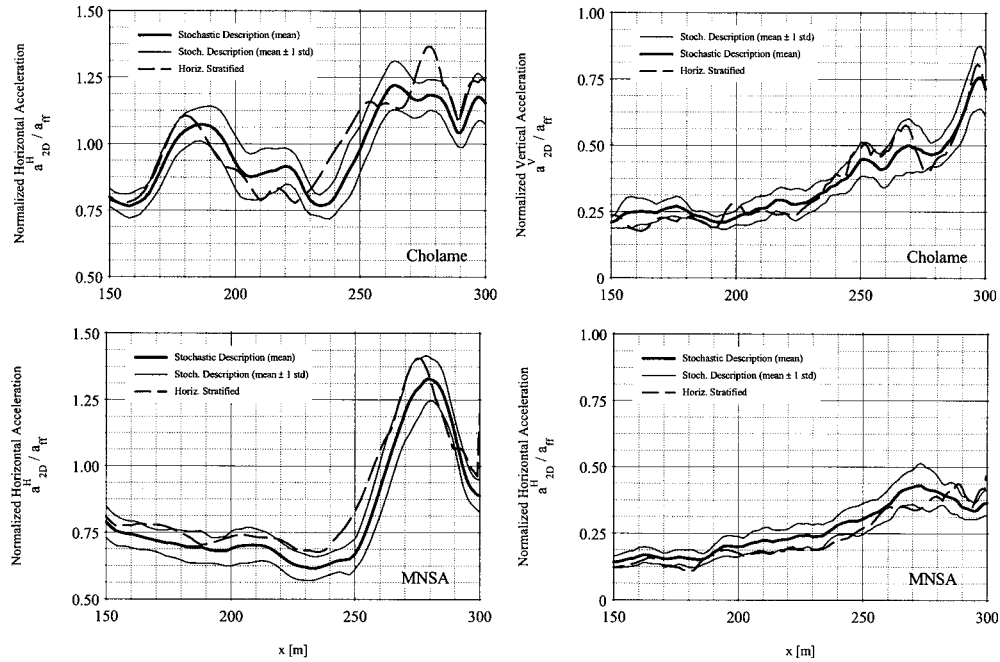 Normalized Horizontal Acceleration
a^H_2D / a_ff
1.50
1.25
1.00
0.75
0.50
Stochastic Description (mean)
Stoch. Description (mean ± 1 std)
Horiz. Stratified
Cholame
150
200
250
300
Normalized Vertical Acceleration
a^V_2D / a_ff
1.00
0.75
0.50
0.25
0
Stoch. Description (mean ± 1 std)
Stochastic Description (mean)
Horiz. Stratified
Cholame
150
200
250
300
Normalized Horizontal Acceleration
a^H_2D / a_ff
1.50
1.25
1.00
0.75
0.50
Stochastic Description (mean)
Stoch. Description (mean ± 1 std)
Horiz. Stratified
MNSA
150
200
250
300
x [m]
Normalized Horizontal Acceleration
a^H_2D / a_ff
1.00
0.75
0.50
0.25
0
Stochastic Description (mean)
Stoch. Description (mean ± 1 std)
Horiz. Stratified
MNSA
150
200
250
300
x [m]